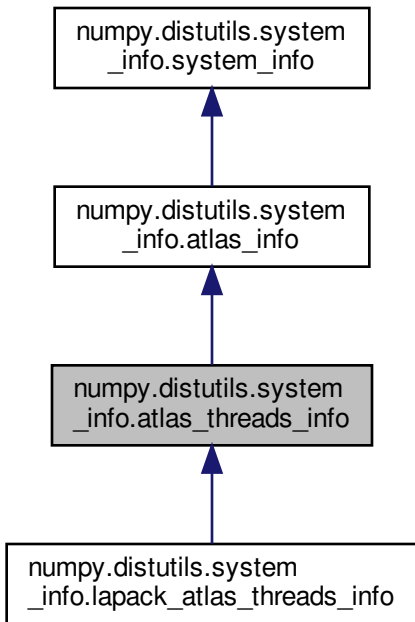 numpy.distutils.system
_info.system_info
numpy.distutils.system
_info.atlas_info
numpy.distutils.system
_info.atlas_threads_info
numpy.distutils.system
_info.lapack_atlas_threads_info